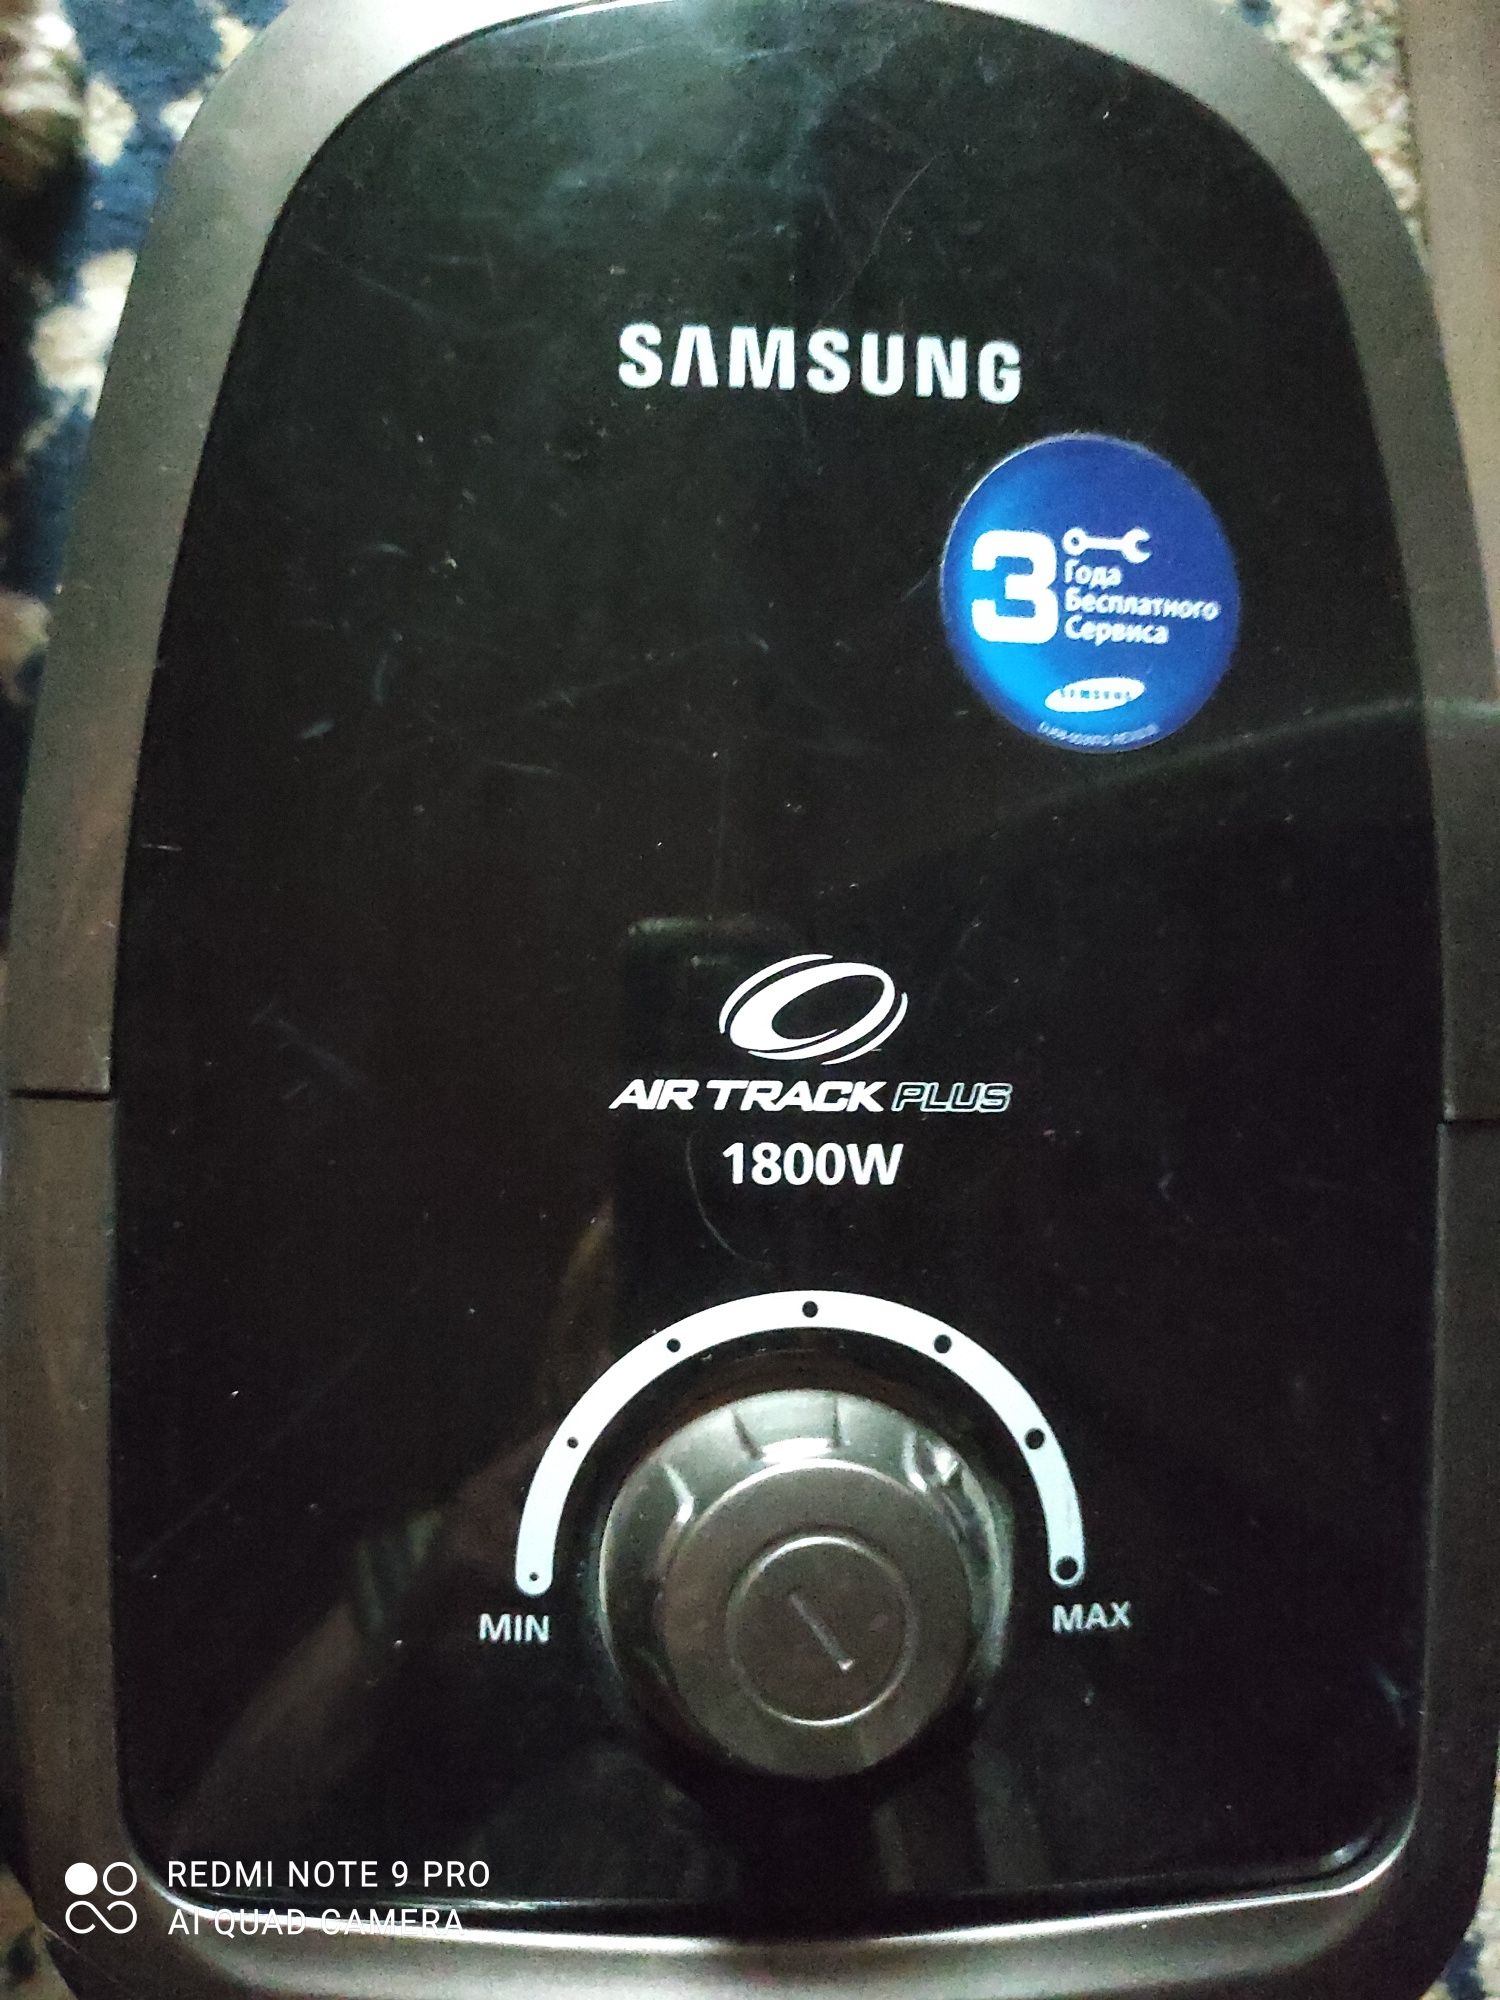 SAMSUNG
3
Года
Бесплатного
Сервиса
SAMSUNG
AIR TRACK PLUS
1800W
MIN
MAX
REDMI NOTE 9 PRO
AI QUAD CAMERA